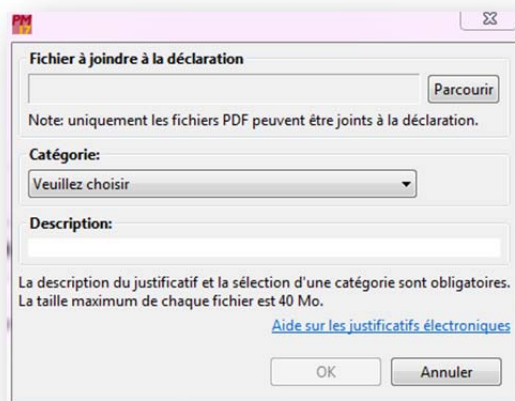 PM
17
Fichier à joindre à la déclaration
Parcourir
Note: uniquement les fichiers PDF peuvent être joints à la déclaration.
Catégorie:
Veuillez choisir
Description:
La description du justificatif et la sélection d'une catégorie sont obligatoires.
La taille maximum de chaque fichier est 40 Mo.
Aide sur les justificatifs électroniques
OK Annuler